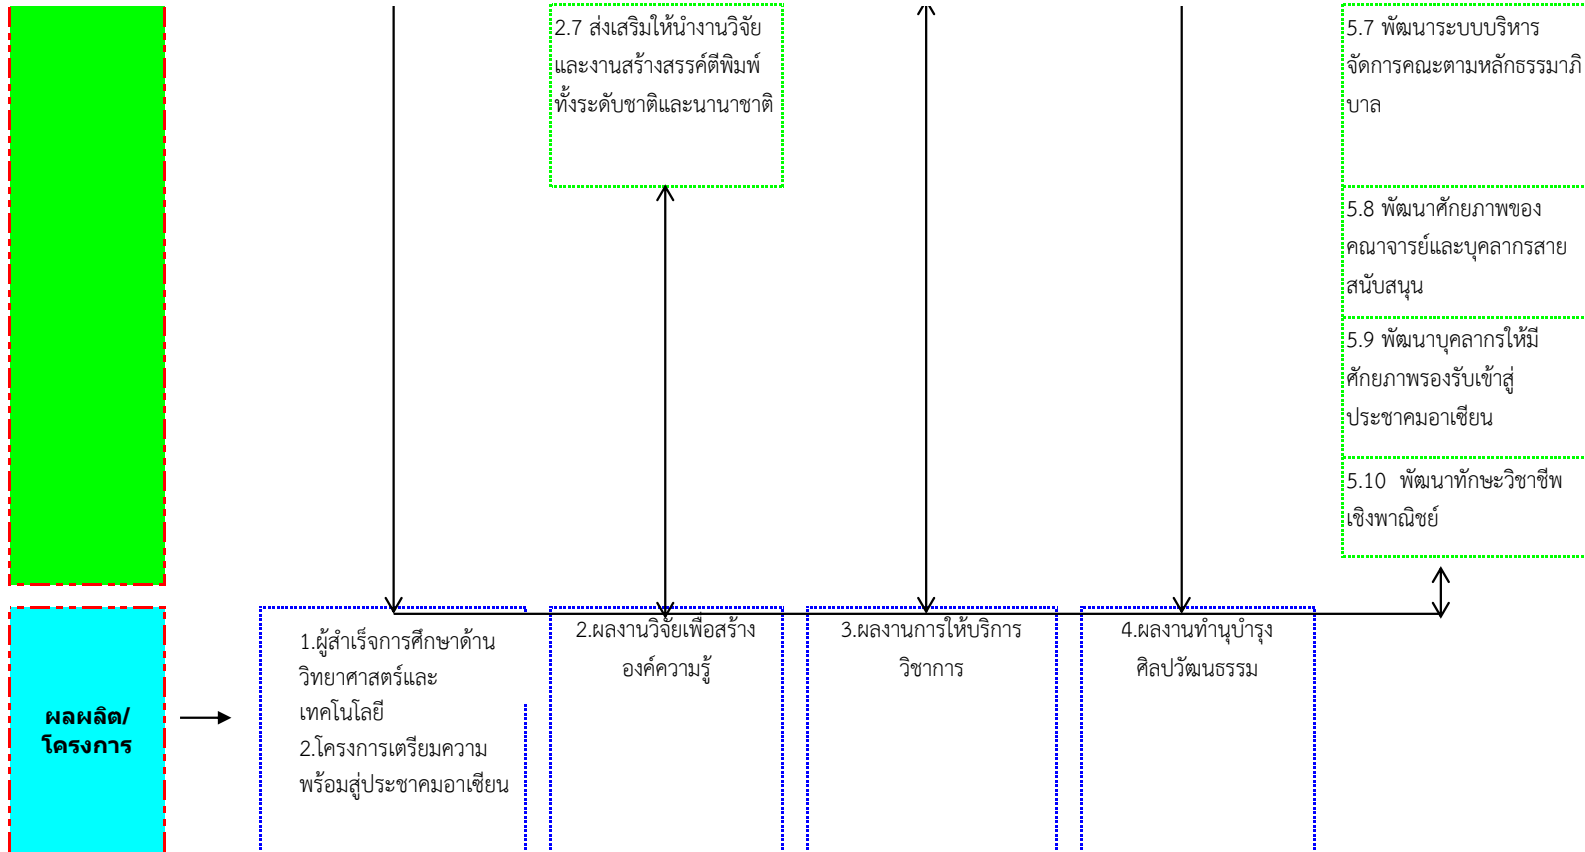 2.7 ส่งเสริมให้นำงานวิจัย
และงานสร้างสรรค์ตีพิมพ์
ทั้งระดับชาติและนานาชาติ
5.7 พัฒนาระบบบริหาร
จัดการคณะตามหลักธรรมาภิ
บาล
5.8 พัฒนาศักยภาพของ
คณาจารย์และบุคลากรสาย
สนับสนุน
5.9 พัฒนาบุคลากรให้มี
ศักยภาพรองรับเข้าสู่
ประชาคมอาเซียน
5.10 พัฒนาทักษะวิชาชีพ
เชิงพาณิชย์
ผลผลิต/
โครงการ
1.ผู้สำเร็จการศึกษาด้าน
วิทยาศาสตร์และ
เทคโนโลยี
2.โครงการเตรียมความ
พร้อมสู่ประชาคมอาเซียน
2.ผลงานวิจัยเพื่อสร้าง
องค์ความรู้
3.ผลงานการให้บริการ
วิชาการ
4.ผลงานทำนุบำรุง
ศิลปวัฒนธรรม